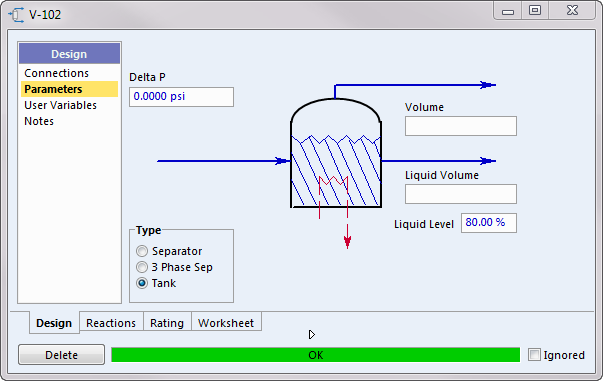 V-102
Design
Connections
Parameters
User Variables
Notes
Delta P
0.0000 psi
Volume
Liquid Volume
Liquid Level 80.00 %
Type
Separator
3 Phase Sep
Tank
Design Reactions Rating Worksheet
Delete OK Ignored